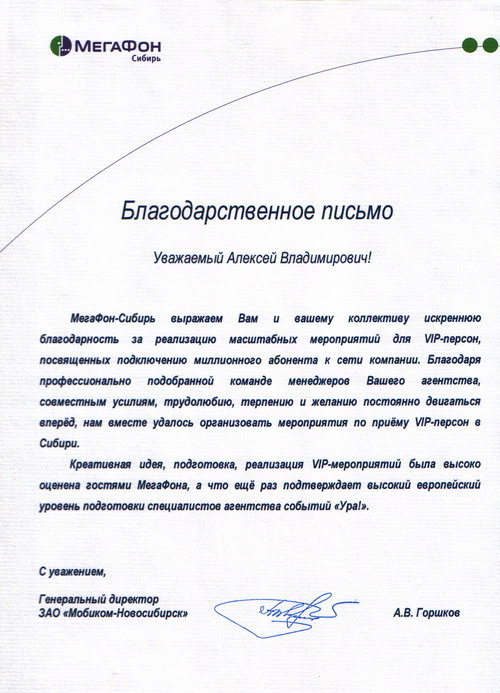 МегаФон
Сибирь
Благодарственное письмо
Уважаемый Алексей Владимирович!
МегаФон-Сибирь выражаем Вам и вашему коллективу искреннюю
благодарность за реализацию масштабных мероприятий для VIP-персон,
посвященных подключению миллионного абонента к сети компании. Благодаря
профессионально подобранной команде менеджеров Вашего агентства,
совместным усилиям, трудолюбию, терпению и желанию постоянно двигаться
вперёд, нам вместе удалось организовать мероприятия по приёму VIP-персон в
Сибири.
Креативная идея, подготовка, реализация VIP-мероприятий была высоко
оценена гостями МегаФона, а что ещё раз подтверждает высокий европейский
уровень подготовки специалистов агентства событий «Ура!».
С уважением,
Генеральный директор
ЗАО «Мобиком-Новосибирск» А.В. Горшков